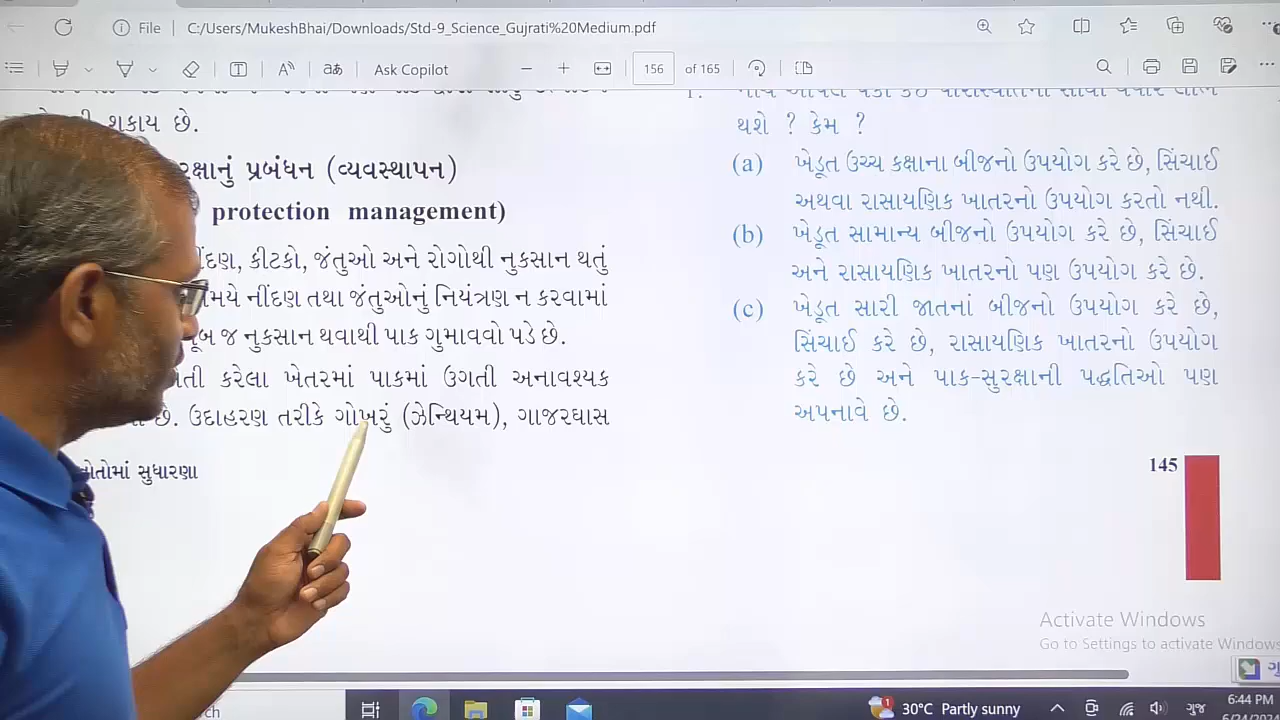 File
C:/Users/MukeshBhai/Downloads/Std-9_Science_Gujrati%20Medium.pdf
Ask Copilot
156 of 165
શકાય છે.
પ્રબંધન (વ્યવસ્થાપન)
protection management)
કીટકો, જંતુઓ અને રોગોથી નુકસાન થતું
નીંદણ તથા જંતુઓનું નિયંત્રણ ન કરવામાં
જ નુકસાન થવાથી પાક ગુમાવવો પડે છે.
કરેલા ખેતરમાં પાકમાં ઉગતી અનાવશ્યક
છે. ઉદાહરણ તરીકે ગોખરું (ઝેન્થિયમ), ગાજરઘાસ
સુધારણા
થશે ? કેમ ?
(a) ખેડૂત ઉચ્ચ કક્ષાના બીજનો ઉપયોગ કરે છે, સિંચાઈ
અથવા રાસાયણિક ખાતરનો ઉપયોગ કરતો નથી.
(b) ખેડૂત સામાન્ય બીજનો ઉપયોગ કરે છે, સિંચાઈ
અને રાસાયણિક ખાતરનો પણ ઉપયોગ કરે છે.
(c) ખેડૂત સારી જાતનાં બીજનો ઉપયોગ કરે છે,
સિંચાઈ કરે છે, રાસાયણિક ખાતરનો ઉપયોગ
કરે છે અને પાક-સુરક્ષાની પદ્ધતિઓ પણ
અપનાવે છે.
145
Activate Windows
Go to Settings to activate Windows
30°C Partly sunny
ગુજ
6:44 PM